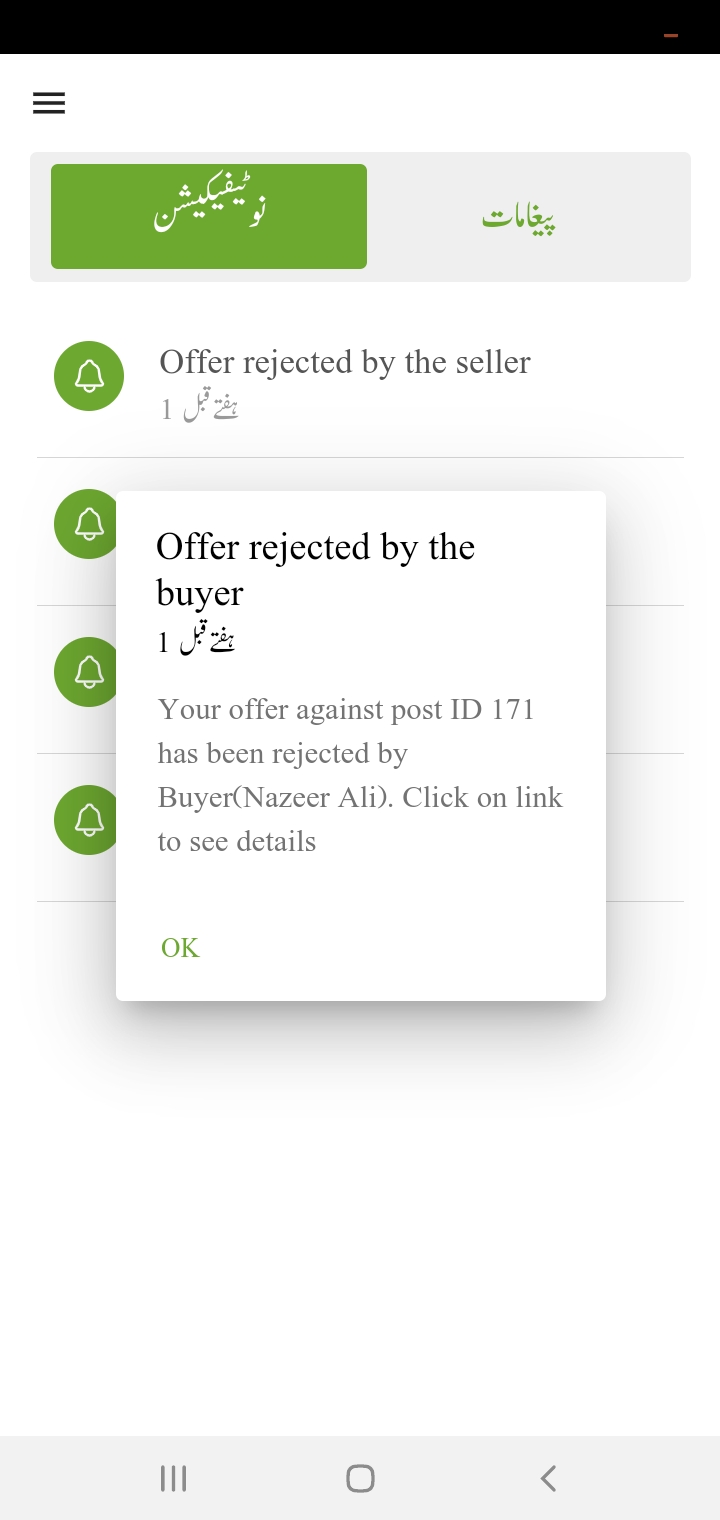 نوٹیفیکیشن
پیغامات
Offer rejected by the seller
1 ہفتے قبل
Offer rejected by the
buyer
1 ہفتے قبل
Your offer against post ID 171
has been rejected by
Buyer(Nazeer Ali). Click on link
to see details
OK